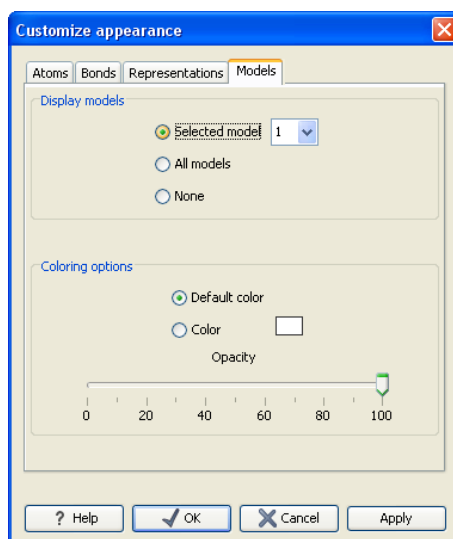 Customize appearance
Atoms Bonds Representations Models
Display models
Selected model 1
All models
None
Coloring options
Default color
Color
Opacity
0 20 40 60 80 100
? Help OK Cancel Apply